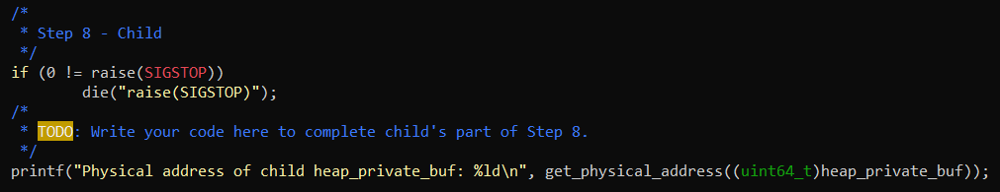 /*
 * Step 8 - Child
 */
if (0 != raise(SIGSTOP))
        die("raise(SIGSTOP)");
/*
 * TODO: Write your code here to complete child's part of Step 8.
 */
printf("Physical address of child heap_private_buf: %ld\n", get_physical_address((uint64_t)heap_private_buf));